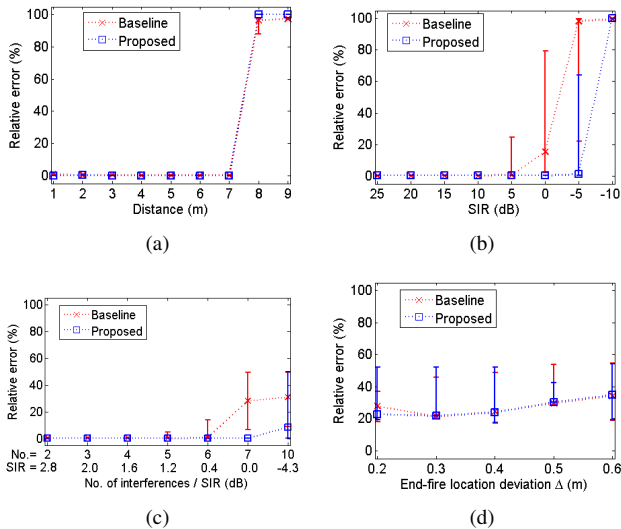 100
80
60
40
20
0
Relative error (%)
Baseline
Proposed
1 2 3 4 5 6 7 8 9
Distance (m)
(a)
100
80
60
40
20
0
Relative error (%)
Baseline
Proposed
25 20 15 10 5 0 -5 -10
SIR (dB)
(b)
100
80
60
40
20
0
Relative error (%)
Baseline
Proposed
No.= 2 3 4 5 6 7 10
SIR = 2.8 2.0 1.6 1.2 0.4 0.0 -4.3
No. of interferences / SIR (dB)
(c)
100
80
60
40
20
0
Relative error (%)
Baseline
Proposed
0.2 0.3 0.4 0.5 0.6
End-fire location deviation Δ (m)
(d)